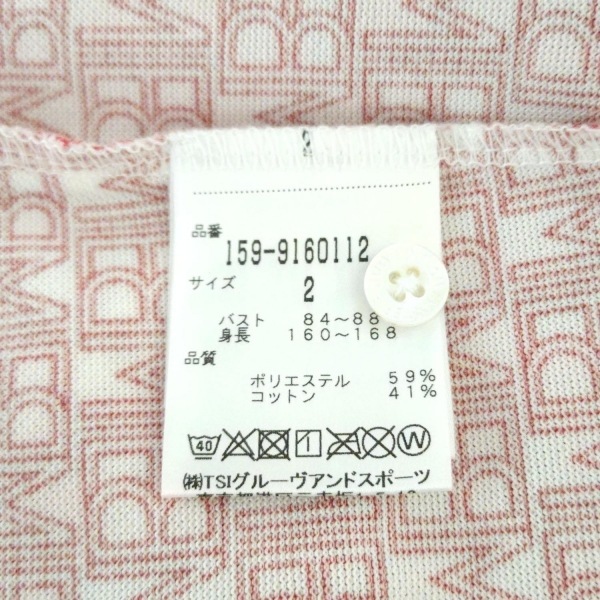 品番
159-9160112
サイズ
2
バスト 84～88
身長 160～168
品質
ポリエステル 59%
コットン 41%
40 W
㈱TSIグルーヴアンドスポーツ